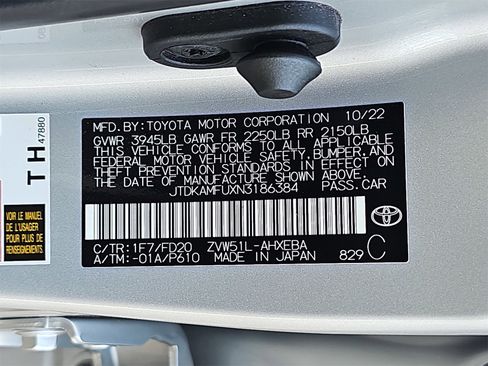 MFD.BY:TOYOTA MOTOR CORPORATION 10/22
GVWR 3945LB GAWR FR 2250LB RR 2150LB
THIS VEHICLE CONFORMS TO ALL APPLICABLE
FEDERAL MOTOR VEHICLE SAFETY, BUMPER, AND
THEFT PREVENTION STANDARDS IN EFFECT ON
THE DATE OF MANUFACTURE SHOWN ABOVE.
JTDKAMFUXN3186384 PASS.CAR
C/TR:1F7/FD20 ZVW51L-AHXEBA
A/TM:-01A/P610 MADE IN JAPAN 829 C
TH 47880
VOIR LE MANUEL
DE L'USAGER
POUR PLUS DE
RENSEIGNEMENTS